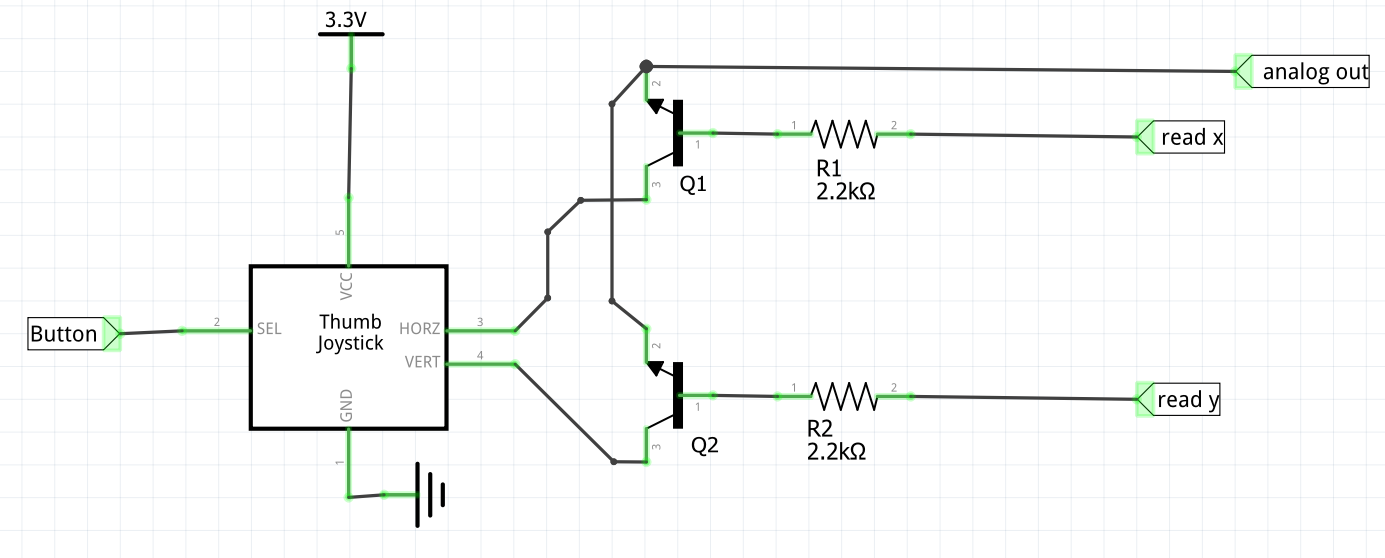 3.3V
2
analog out
1
2
read x
1
R1
2.2kΩ
Q1
3
5
VCC
Button
2
SEL
Thumb
Joystick
HORZ
3
VERT
4
GND
1
2
1
2
read y
1
R2
2.2kΩ
Q2
3